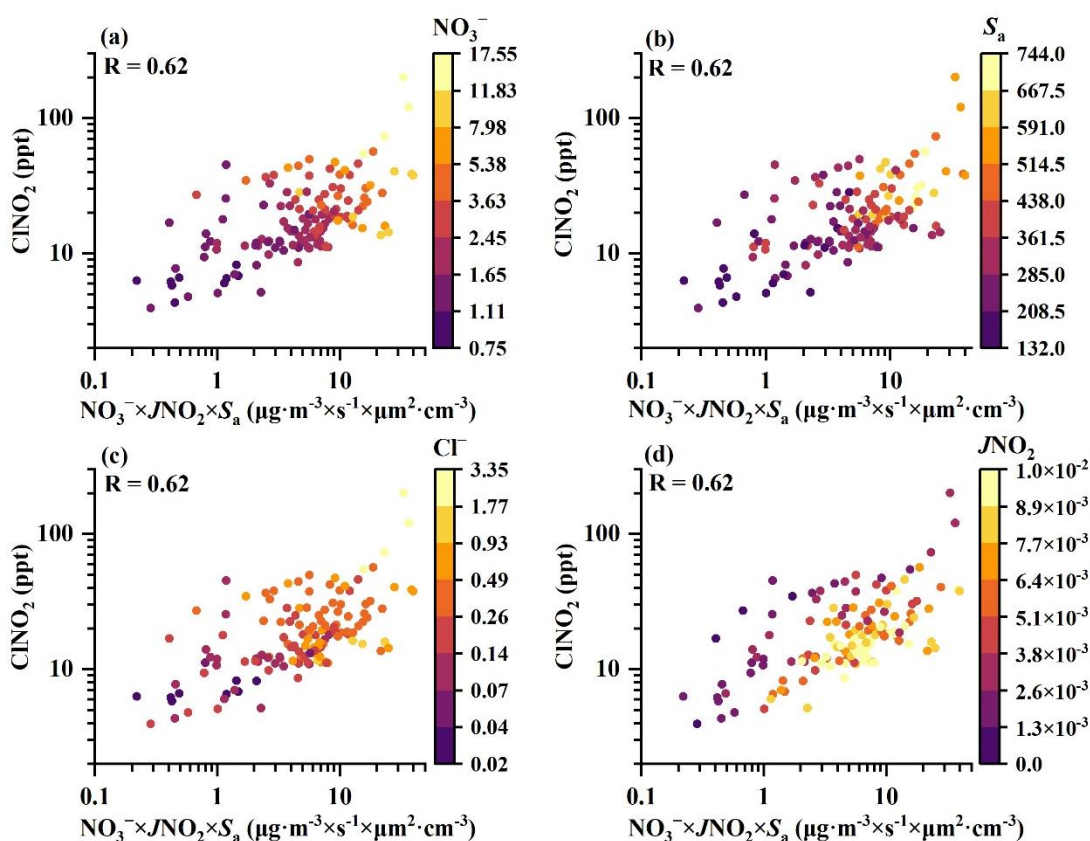 (a)
R = 0.62
NO₃⁻
17.55
11.83
7.98
5.38
3.63
2.45
1.65
1.11
0.75
ClNO₂ (ppt)
100
10
0.1 1 10
NO₃⁻×JNO₂×Sₐ (μg·m⁻³×s⁻¹×μm²·cm⁻³)
(b)
R = 0.62
Sₐ
744.0
667.5
591.0
514.5
438.0
361.5
285.0
208.5
132.0
ClNO₂ (ppt)
100
10
0.1 1 10
NO₃⁻×JNO₂×Sₐ (μg·m⁻³×s⁻¹×μm²·cm⁻³)
(c)
R = 0.62
Cl⁻
3.35
1.77
0.93
0.49
0.26
0.14
0.07
0.04
0.02
ClNO₂ (ppt)
100
10
0.1 1 10
NO₃⁻×JNO₂×Sₐ (μg·m⁻³×s⁻¹×μm²·cm⁻³)
(d)
R = 0.62
JNO₂
1.0×10⁻²
8.9×10⁻³
7.7×10⁻³
6.4×10⁻³
5.1×10⁻³
3.8×10⁻³
2.6×10⁻³
1.3×10⁻³
0.0
ClNO₂ (ppt)
100
10
0.1 1 10
NO₃⁻×JNO₂×Sₐ (μg·m⁻³×s⁻¹×μm²·cm⁻³)